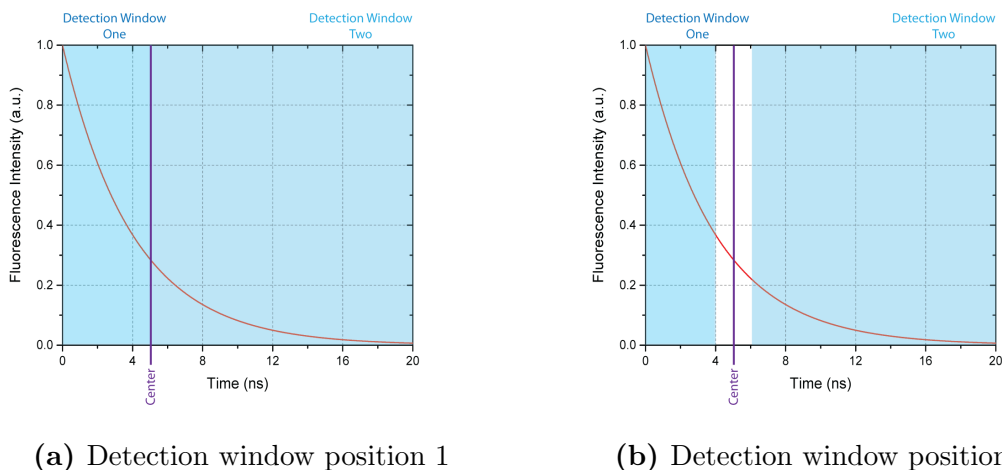 Detection Window
One
Detection Window
Two
1.0
0.8
0.6
0.4
0.2
0.0
Fluorescence Intensity (a.u.)
0
4
8
12
16
20
Center
Time (ns)
(a) Detection window position 1
Detection Window
One
Detection Window
Two
1.0
0.8
0.6
0.4
0.2
0.0
Fluorescence Intensity (a.u.)
0
4
8
12
16
20
Center
Time (ns)
(b) Detection window position